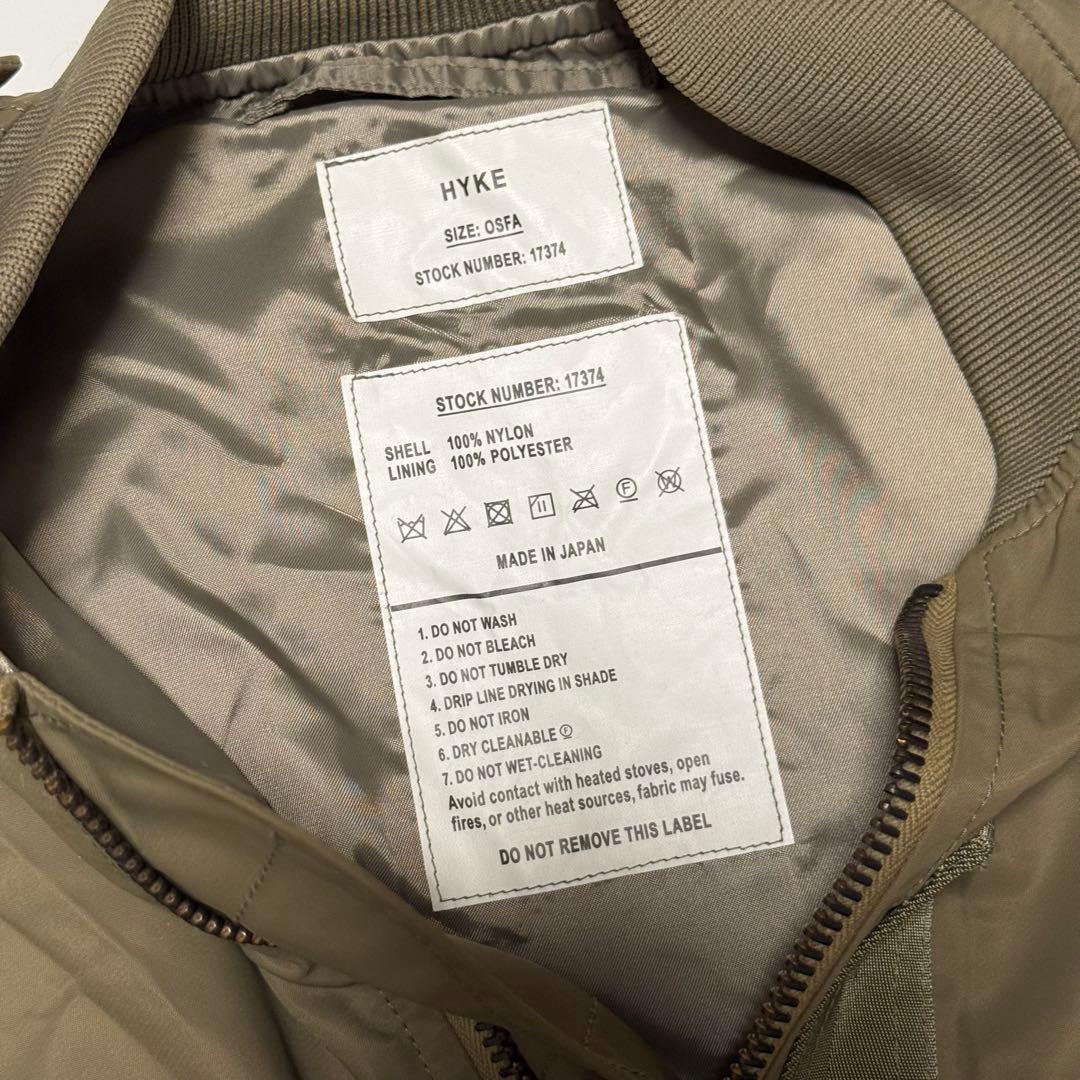 HYKE
SIZE: OSFA
STOCK NUMBER: 17374
STOCK NUMBER: 17374
SHELL 100% NYLON
LINING 100% POLYESTER
F W
MADE IN JAPAN
1. DO NOT WASH
2. DO NOT BLEACH
3. DO NOT TUMBLE DRY
4. DRIP LINE DRYING IN SHADE
5. DO NOT IRON
6. DRY CLEANABLE Ⓕ
7. DO NOT WET-CLEANING
Avoid contact with heated stoves, open
fires, or other heat sources, fabric may fuse.
DO NOT REMOVE THIS LABEL